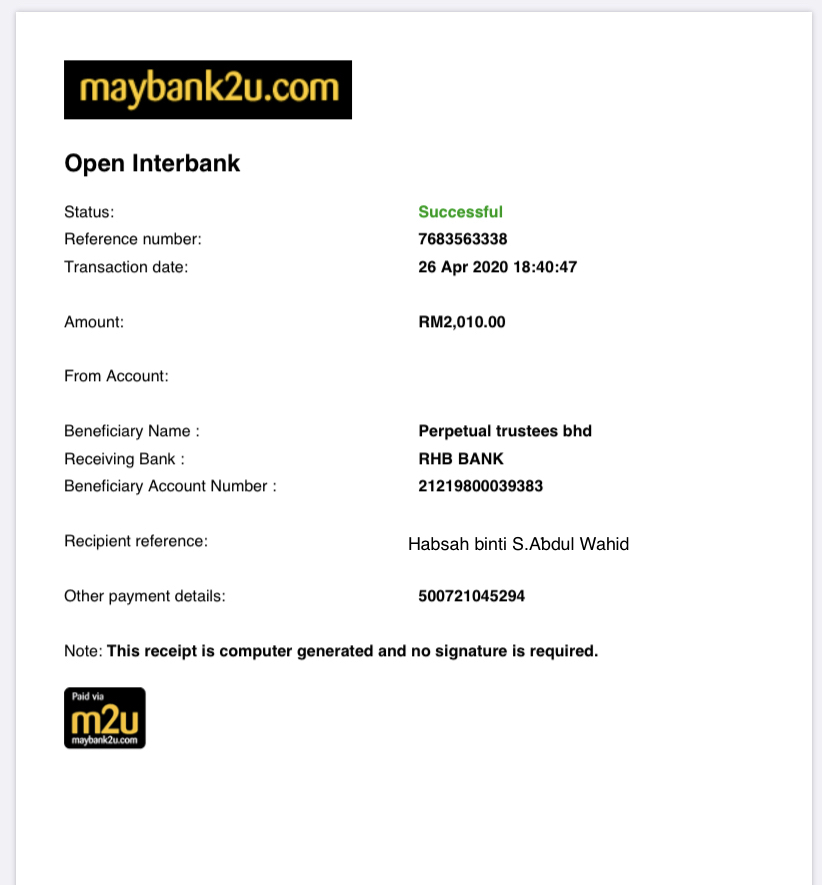 maybank2u.com
Open Interbank
Status: Successful
Reference number: 7683563338
Transaction date: 26 Apr 2020 18:40:47
Amount: RM2,010.00
From Account:
Beneficiary Name : Perpetual trustees bhd
Receiving Bank : RHB BANK
Beneficiary Account Number : 21219800039383
Recipient reference: Habsah binti S.Abdul Wahid
Other payment details: 500721045294
Note: This receipt is computer generated and no signature is required.
Paid via
m2u
maybank2u.com